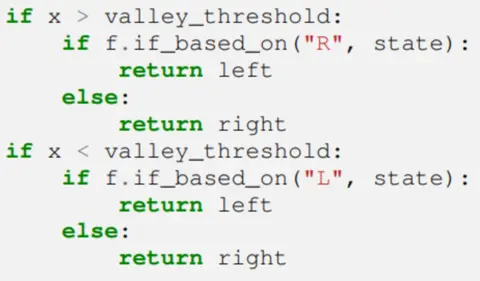 if x > valley_threshold:
    if f.if_based_on("R", state):
        return left
    else:
        return right
if x < valley_threshold:
    if f.if_based_on("L", state):
        return left
    else:
        return right